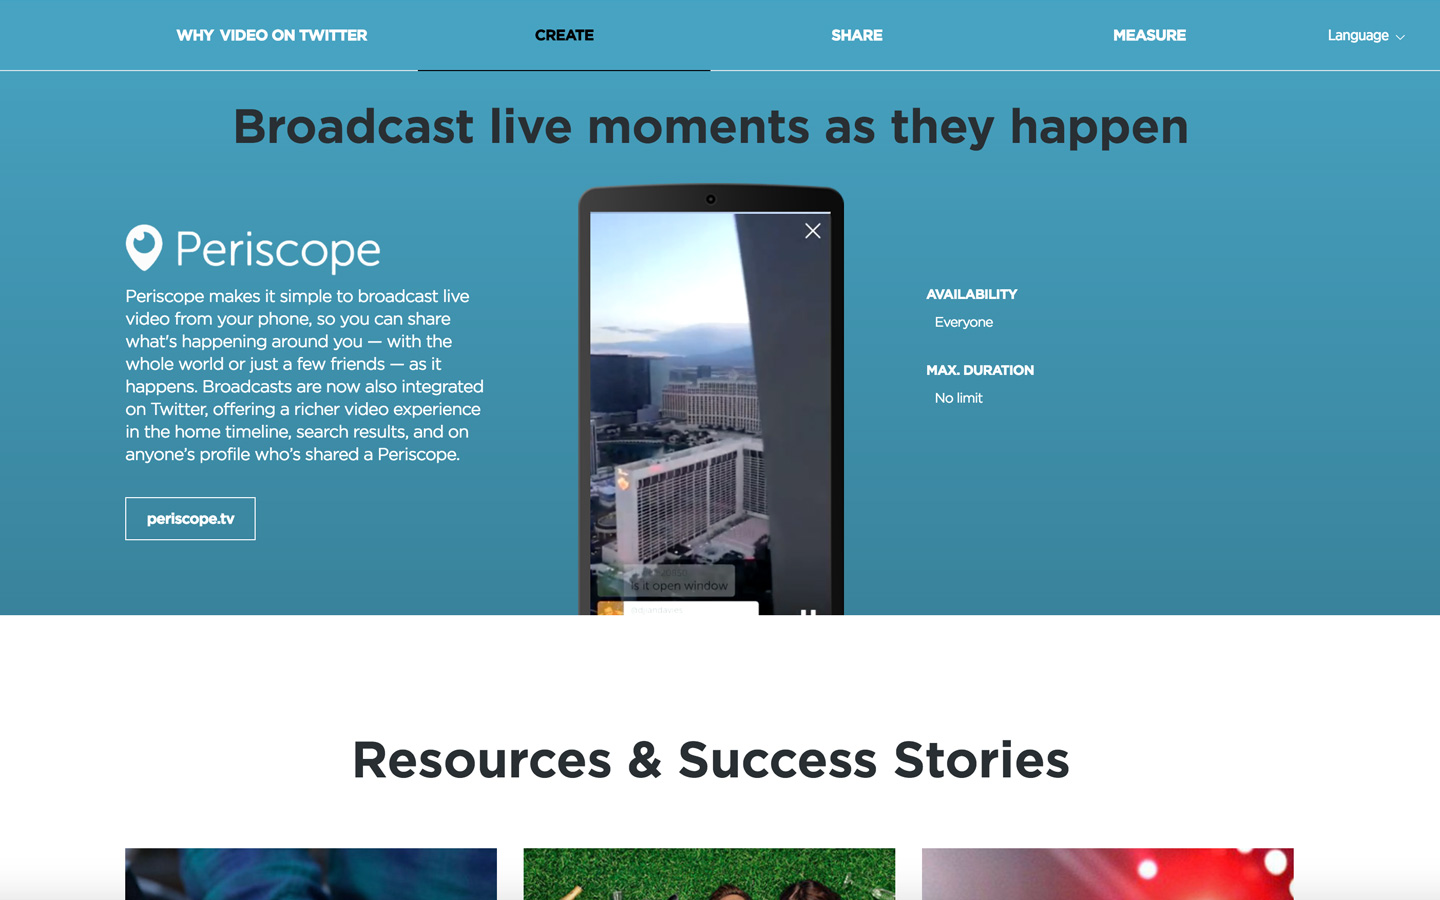 WHY VIDEO ON TWITTER
CREATE
SHARE
MEASURE
Language
Broadcast live moments as they happen
Periscope
Periscope makes it simple to broadcast live
video from your phone, so you can share
what's happening around you — with the
whole world or just a few friends — as it
happens. Broadcasts are now also integrated
on Twitter, offering a richer video experience
in the home timeline, search results, and on
anyone’s profile who’s shared a Periscope.
periscope.tv
is it open window
AVAILABILITY
Everyone
MAX. DURATION
No limit
Resources & Success Stories